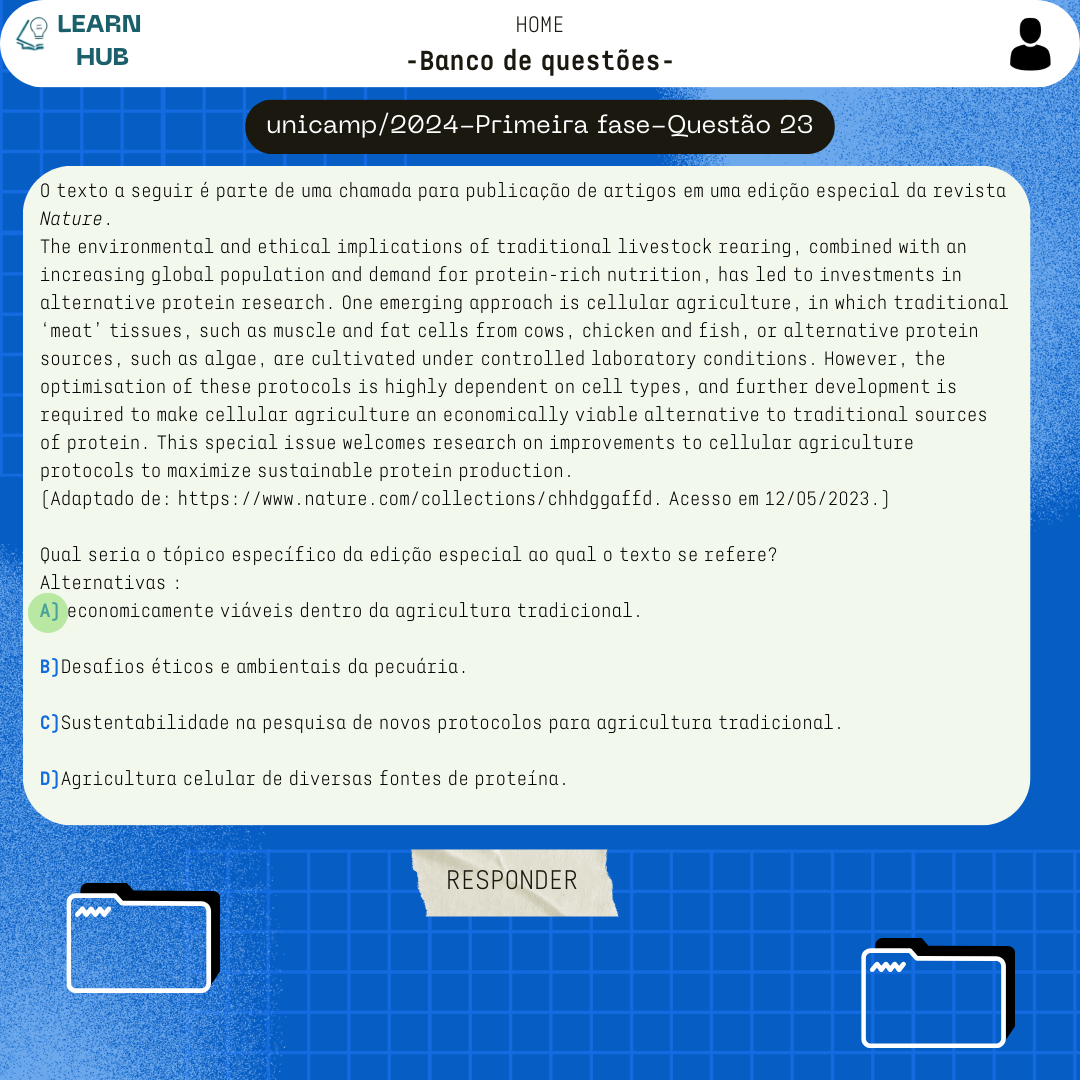 LEARN
HUB
HOME
-Banco de questões-
unicamp/2024-Primeira fase-Questão 23
O texto a seguir é parte de uma chamada para publicação de artigos em uma edição especial da revista
Nature.
The environmental and ethical implications of traditional livestock rearing, combined with an
increasing global population and demand for protein-rich nutrition, has led to investments in
alternative protein research. One emerging approach is cellular agriculture, in which traditional
‘meat’ tissues, such as muscle and fat cells from cows, chicken and fish, or alternative protein
sources, such as algae, are cultivated under controlled laboratory conditions. However, the
optimisation of these protocols is highly dependent on cell types, and further development is
required to make cellular agriculture an economically viable alternative to traditional sources
of protein. This special issue welcomes research on improvements to cellular agriculture
protocols to maximize sustainable protein production.
(Adaptado de: https://www.nature.com/collections/chhdggaffd. Acesso em 12/05/2023.)
Qual seria o tópico específico da edição especial ao qual o texto se refere?
Alternativas :
A) economicamente viáveis dentro da agricultura tradicional.
B)Desafios éticos e ambientais da pecuária.
C)Sustentabilidade na pesquisa de novos protocolos para agricultura tradicional.
D)Agricultura celular de diversas fontes de proteína.
RESPONDER